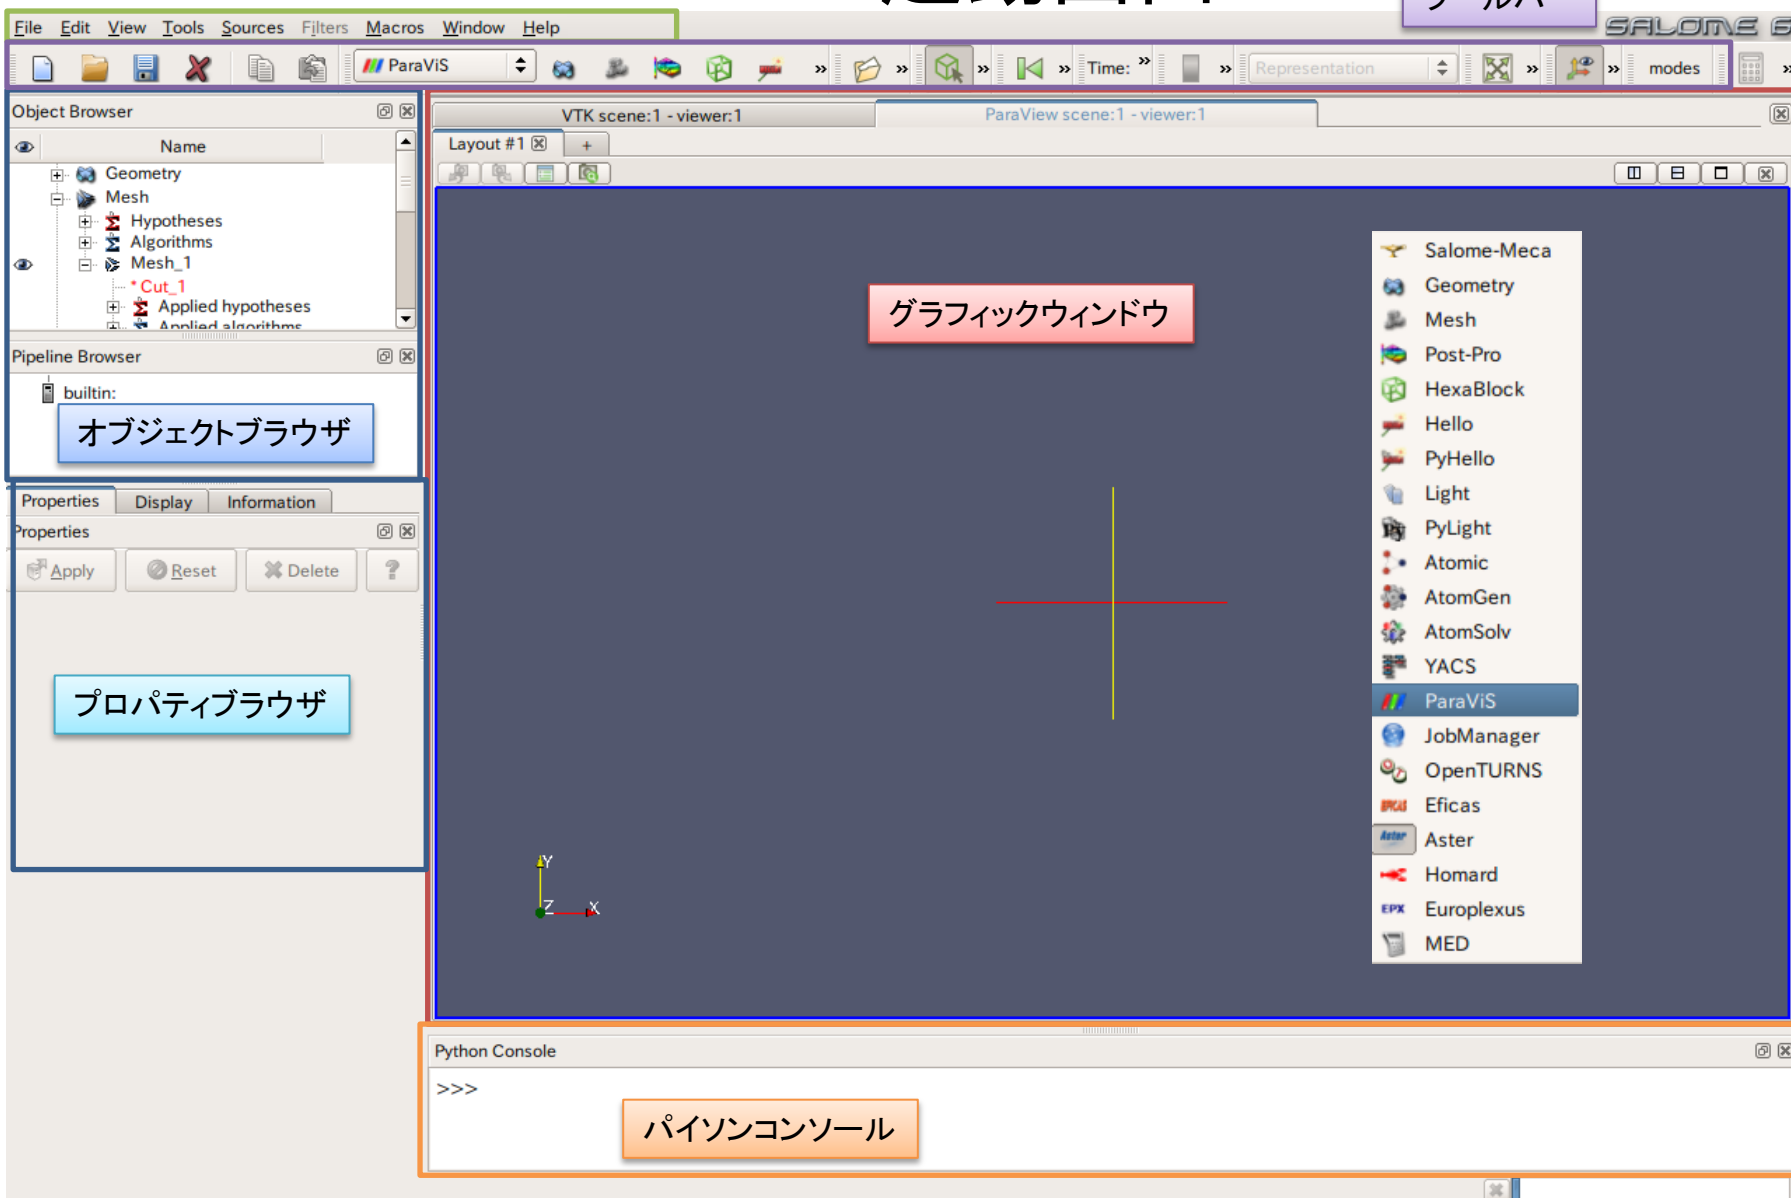 File Edit View Tools Sources Filters Macros Window Help
ParaViS » » » » Time: » » Representation » » modes »
Object Browser
Name
Geometry
Mesh
Hypotheses
Algorithms
Mesh_1
* Cut_1
Applied hypotheses
Applied algorithms
Pipeline Browser
builtin:
オブジェクトブラウザ
Properties Display Information
Properties
Apply Reset Delete ?
プロパティブラウザ
VTK scene:1 - viewer:1 ParaView scene:1 - viewer:1
Layout #1 +
グラフィックウィンドウ
Salome-Meca
Geometry
Mesh
Post-Pro
HexaBlock
Hello
PyHello
Light
PyLight
Atomic
AtomGen
AtomSolv
YACS
ParaViS
JobManager
OpenTURNS
Eficas
Aster
Homard
EPX Europlexus
MED
Y
Z X
Python Console
>>>
パイソンコンソール